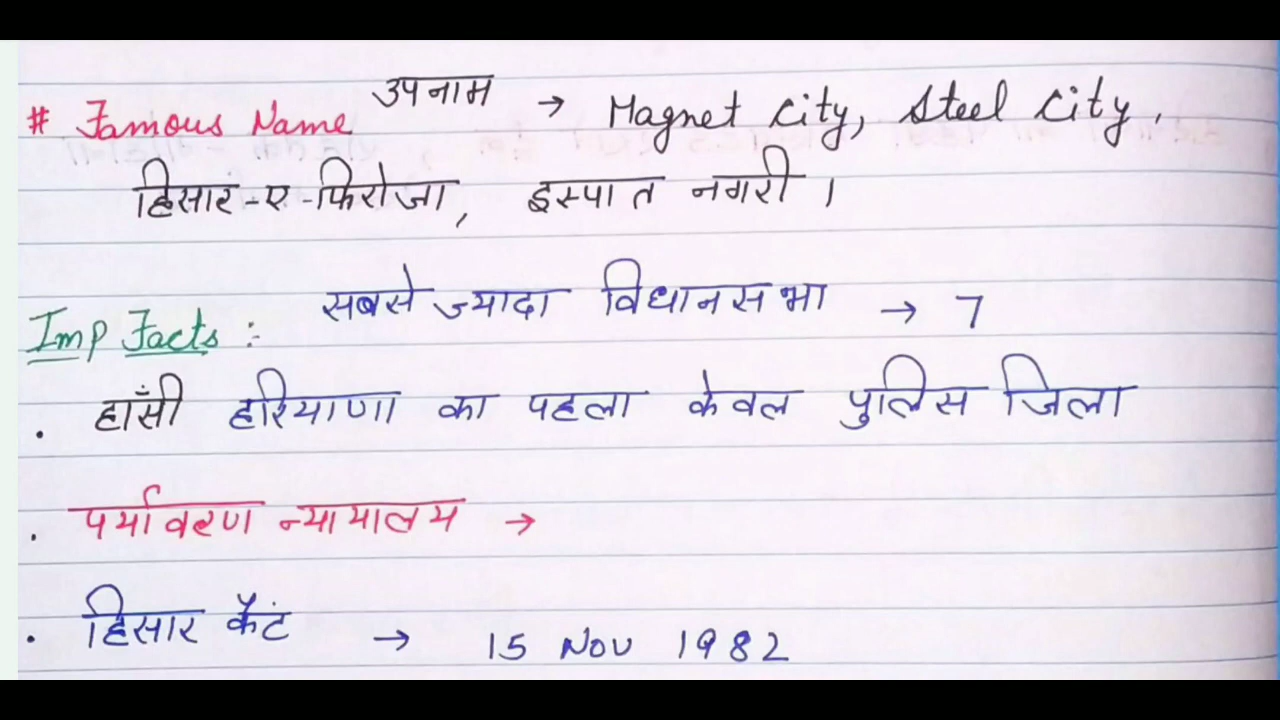 # Famous Name उपनाम → Magnet City, Steel City.
हिसार-ए-फिरोजा, इस्पात नगरी ।
सबसे ज्यादा विधानसभा → 7
Imp Facts :-
. हाँसी हरियाणा का पहला केवल पुलिस जिला
. पर्यावरण न्यायालय →
. हिसार कैंट → 15 Nov 1982